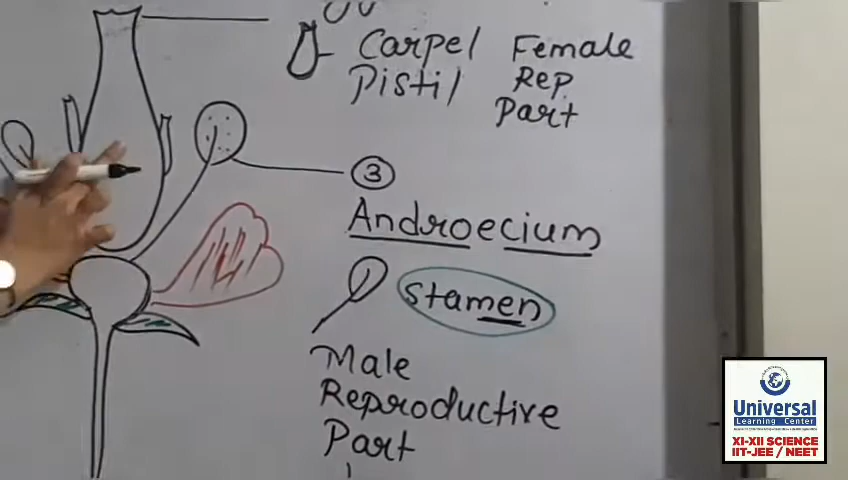 Carpel Female
Pistil Rep
Part
3
Androecium
stamen
Male
Reproductive
Part
Universal
Learning Center
XI-XII SCIENCE
IIT-JEE / NEET